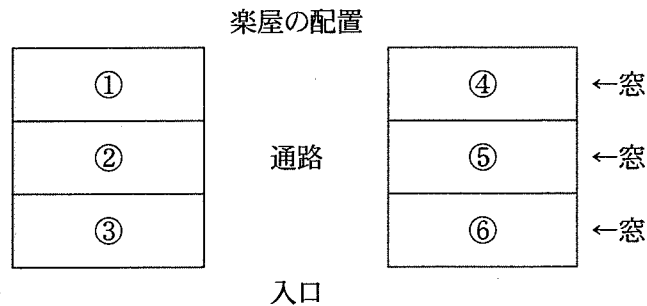 楽屋の配置
① ④ ←窓
② 通路 ⑤ ←窓
③ ⑥ ←窓
入口